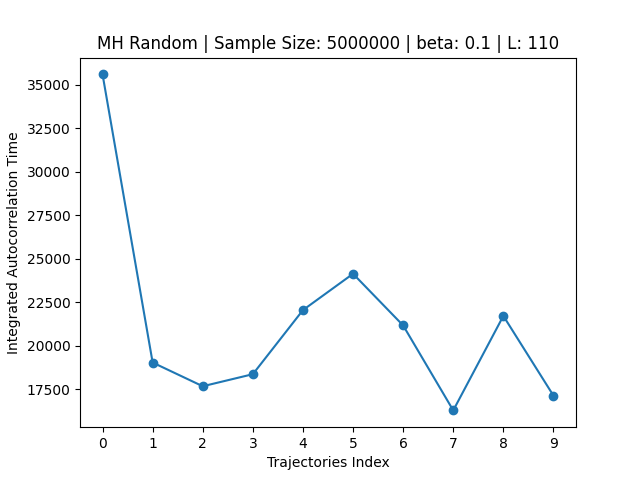 MH Random | Sample Size: 5000000 | beta: 0.1 | L: 110
Integrated Autocorrelation Time
35000
32500
30000
27500
25000
22500
20000
17500
0 1 2 3 4 5 6 7 8 9
Trajectories Index